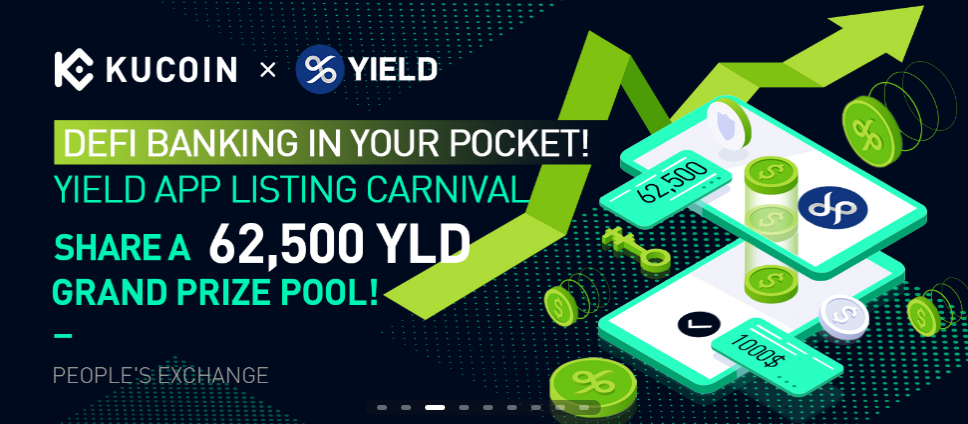 KUCOIN × YIELD
DEFI BANKING IN YOUR POCKET!
YIELD APP LISTING CARNIVAL
SHARE A 62,500 YLD
GRAND PRIZE POOL!
PEOPLE'S EXCHANGE
62,500
1000$